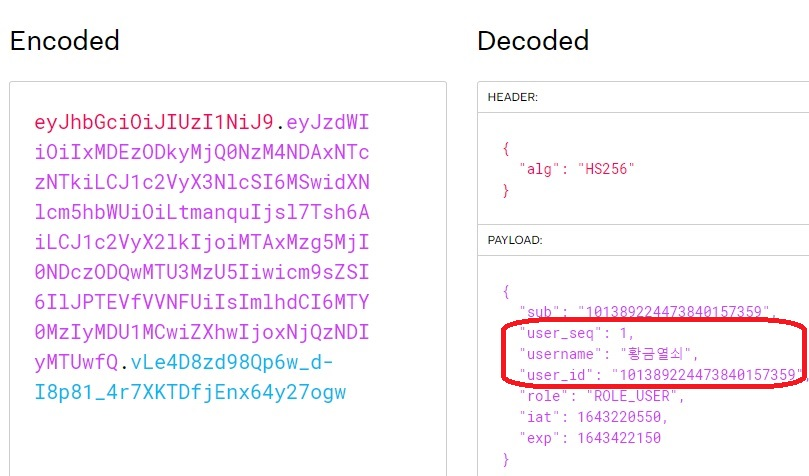 Encoded
Decoded
eyJhbGciOiJIUzI1NiJ9.eyJzdWI
iOiIxMDEzODkyMjQ0NzM4NDAxNTc
zNTkiLCJ1c2VyX3NlcSI6MSwidXN
lcm5hbWUiOiLtmanquIjsl7Tsh6A
iLCJ1c2VyX2lkIjoiMTAxMzg5MjI
0NDczODQwMTU3MzU5Iiwicm9sZSI
6IlJPTEVfVVNFUiIsImlhdCI6MTY
0MzIyMDU1MCwiZXhwIjoxNjQzNDI
yMTUwfQ.vLe4D8zd98Qp6w_d-
I8p81_4r7XKTDfjEnx64y27ogw
HEADER:
{
"alg": "HS256"
}
PAYLOAD:
{
"sub": "101389224473840157359",
"user_seq": 1,
"username": "황금열쇠",
"user_id": "101389224473840157359",
"role": "ROLE_USER",
"iat": 1643220550,
"exp": 1643422150
}